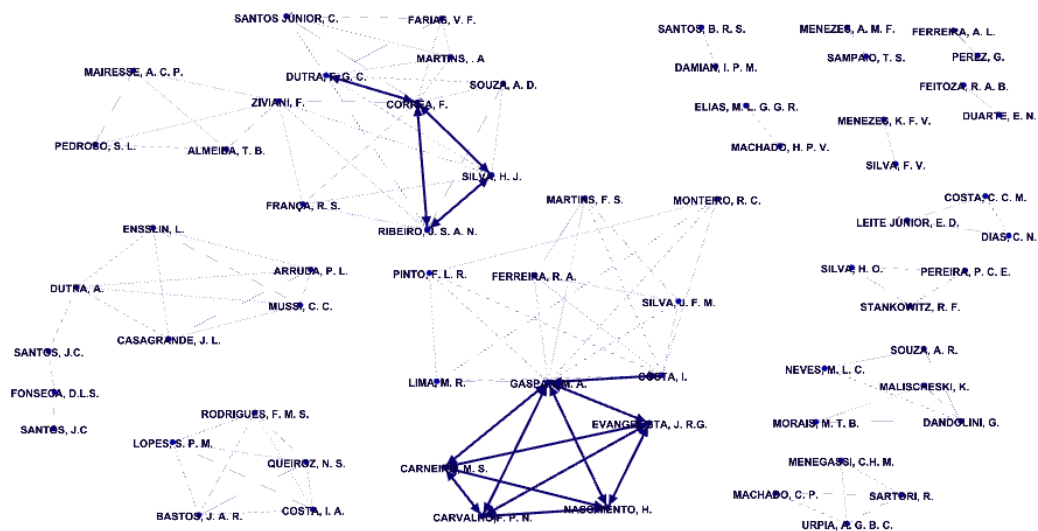 SANTOS JÚNIOR, C.
FARIAS, V. F.
MARTINS, . A
DUTRA, F. G. C.
SOUZA, A. D.
MAIRESSE, A. C. P.
ZIVIANI, F.
CORRÊA, F.
PEDROSO, S. L.
ALMEIDA, T. B.
SILVA, H. J.
FRANÇA, R. S.
RIBEIRO, J. S. A. N.
SANTOS, B. R. S.
DAMIAN, I. P. M.
MENEZES, A. M. F.
SAMPAIO, T. S.
FERREIRA, A. L.
PEREZ, G.
FEITOZA, R. A. B.
DUARTE, E. N.
ELIAS, M. L. G. G. R.
MACHADO, H. P. V.
MENEZES, K. F. V.
SILVA, F. V.
COSTA, C. C. M.
LEITE JÚNIOR, E. D.
DIAS, C. N.
SILVA, H. O.
PEREIRA, P. C. E.
STANKOWITZ, R. F.
MARTINS, F. S.
MONTEIRO, R. C.
PINTO, F. L. R.
FERREIRA, R. A.
SILVA, J. F. M.
LIMA, M. R.
GASPAR, M. A.
COSTA, I.
EVANGELISTA, J. R.G.
CARNEIRO, M. S.
CARVALHO, F. P. N.
NASCIMENTO, H.
ENSSLIN, L.
ARRUDA, P. L.
DUTRA, A.
MUSSI, C. C.
CASAGRANDE, J. L.
SANTOS, J.C.
FONSECA, D.L.S.
SANTOS, J.C
RODRIGUES, F. M. S.
LOPES, S. P. M.
QUEIROZ, N. S.
BASTOS, J. A. R.
COSTA, I. A.
SOUZA, A. R.
NEVES, M. L. C.
MALISCHESKI, K.
MORAIS, M. T. B.
DANDOLINI, G.
MENEGASSI, C.H. M.
MACHADO, C. P.
SARTORI, R.
URPIA, A. G. B. C.